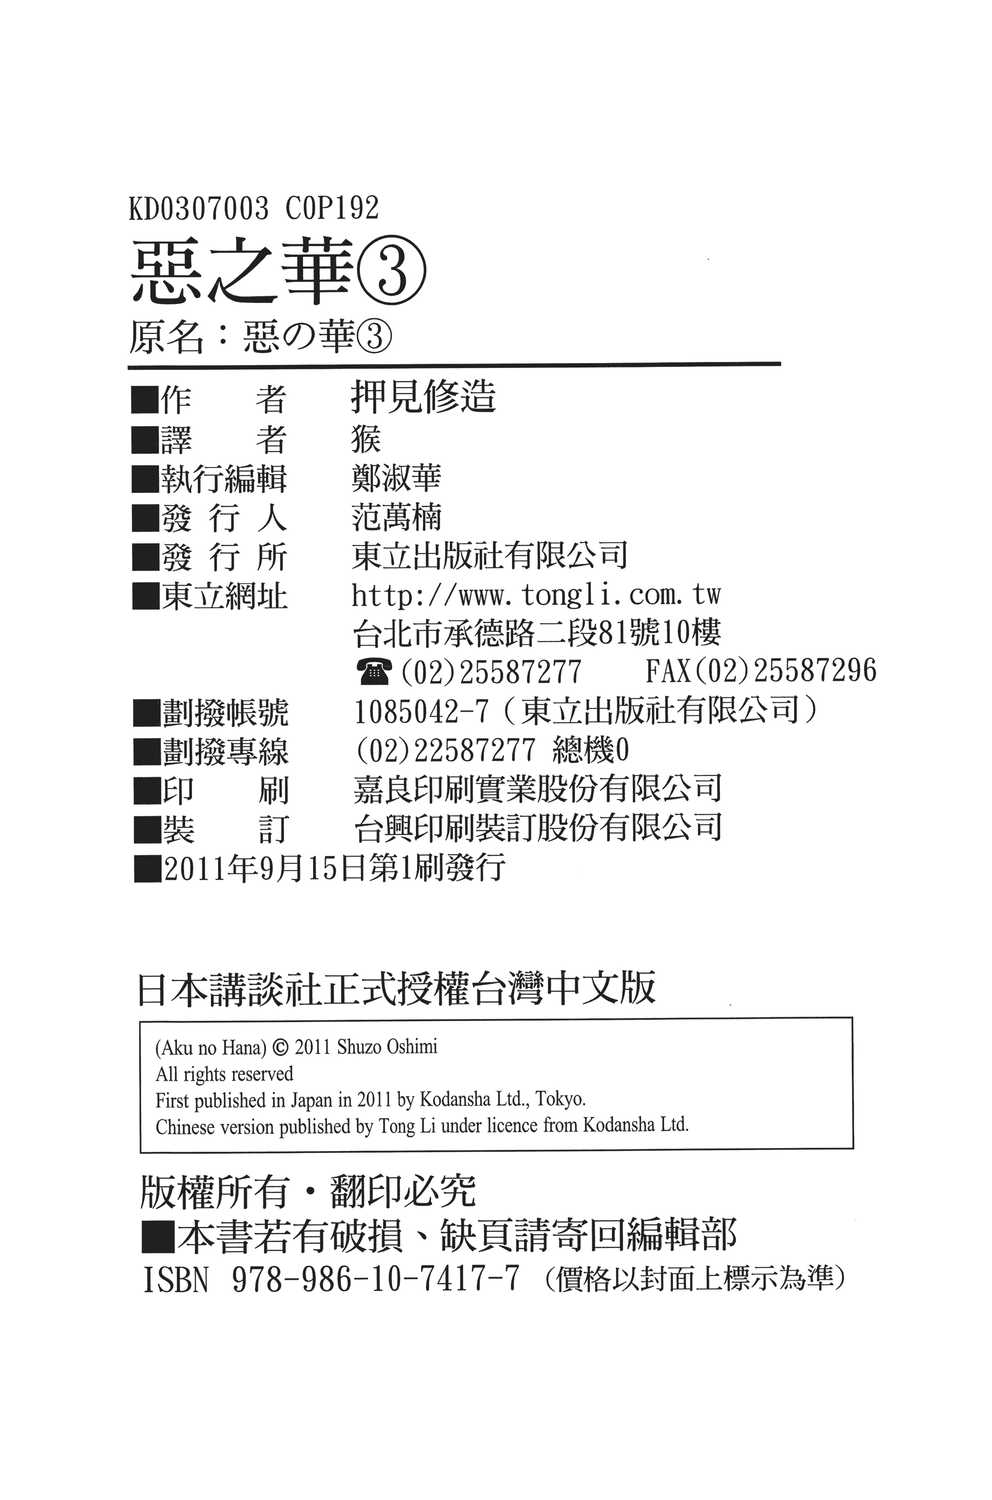 KD0307003 C0P192
惡之華③
原名：惡の華③
■作　者　押見修造
■譯　者　猴
■執行編輯　鄭淑華
■發行人　范萬楠
■發行所　東立出版社有限公司
■東立網址　http://www.tongli.com.tw
台北市承德路二段81號10樓
☎(02)25587277　FAX(02)25587296
■劃撥帳號　1085042-7（東立出版社有限公司）
■劃撥專線　(02)22587277 總機0
■印　刷　嘉良印刷實業股份有限公司
■裝　訂　台興印刷裝訂股份有限公司
■2011年9月15日第1刷發行
日本講談社正式授權台灣中文版
(Aku no Hana) © 2011 Shuzo Oshimi
All rights reserved
First published in Japan in 2011 by Kodansha Ltd., Tokyo.
Chinese version published by Tong Li under licence from Kodansha Ltd.
版權所有・翻印必究
■本書若有破損、缺頁請寄回編輯部
ISBN 978-986-10-7417-7（價格以封面上標示為準）